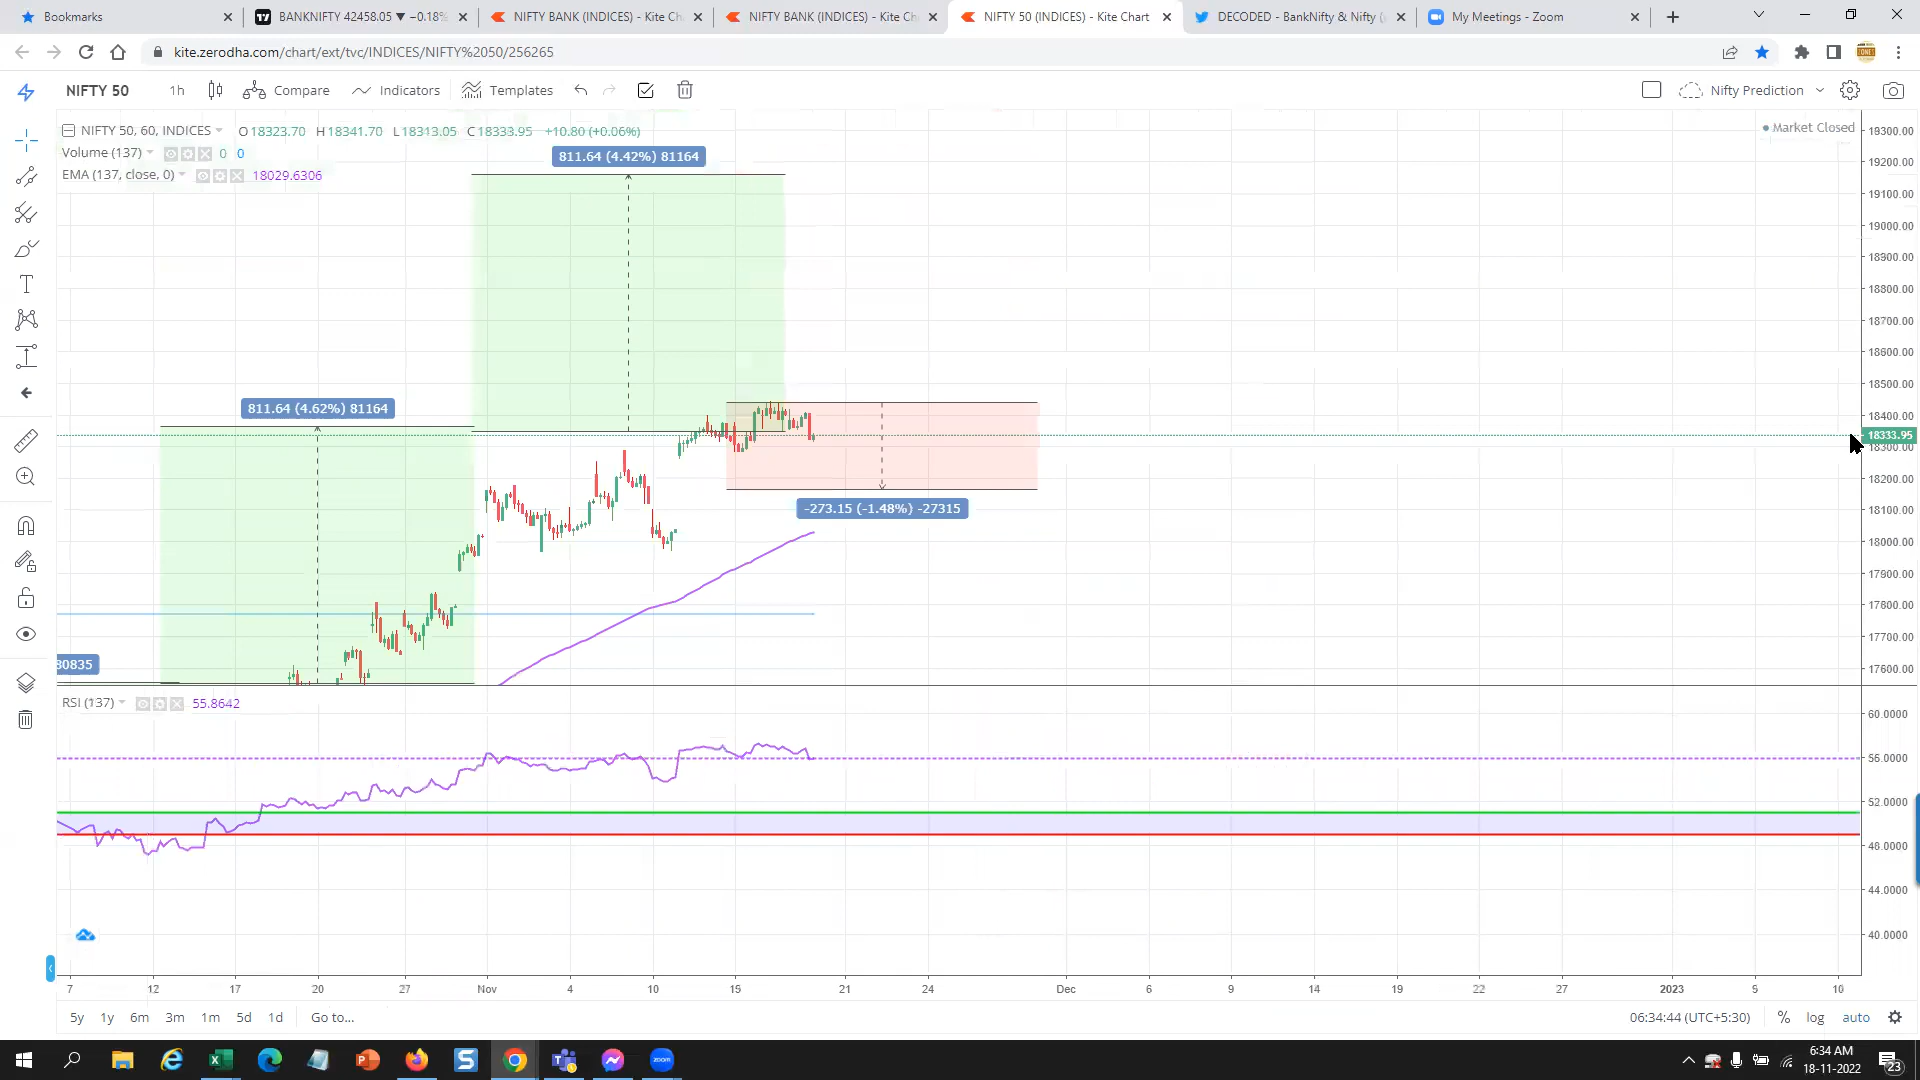 Bookmarks
BANKNIFTY 42458.05 ▼ −0.18%
NIFTY BANK (INDICES) - Kite Ch
NIFTY BANK (INDICES) - Kite Ch
NIFTY 50 (INDICES) - Kite Chart
DECODED - BankNifty & Nifty (
My Meetings - Zoom
kite.zerodha.com/chart/ext/tvc/INDICES/NIFTY%2050/256265
NIFTY 50 1h Compare Indicators Templates Nifty Prediction
NIFTY 50, 60, INDICES O 18323.70 H 18341.70 L 18313.05 C 18333.95 +10.80 (+0.06%)
Market Closed
Volume (137) 0 0
EMA (137, close, 0) 18029.6306
811.64 (4.42%) 81164
811.64 (4.62%) 81164
-273.15 (-1.48%) -27315
30835
19300.00
19200.00
19100.00
19000.00
18900.00
18800.00
18700.00
18600.00
18500.00
18400.00
18333.95
18300.00
18200.00
18100.00
18000.00
17900.00
17800.00
17700.00
17600.00
RSI (137) 55.8642
60.0000
56.0000
52.0000
48.0000
44.0000
40.0000
7 12 17 20 27 Nov 4 10 15 21 24 Dec 6 9 14 19 22 27 2023 5 10
5y 1y 6m 3m 1m 5d 1d Go to... 06:34:44 (UTC+5:30) % log auto
6:34 AM
18-11-2022
23
zoom